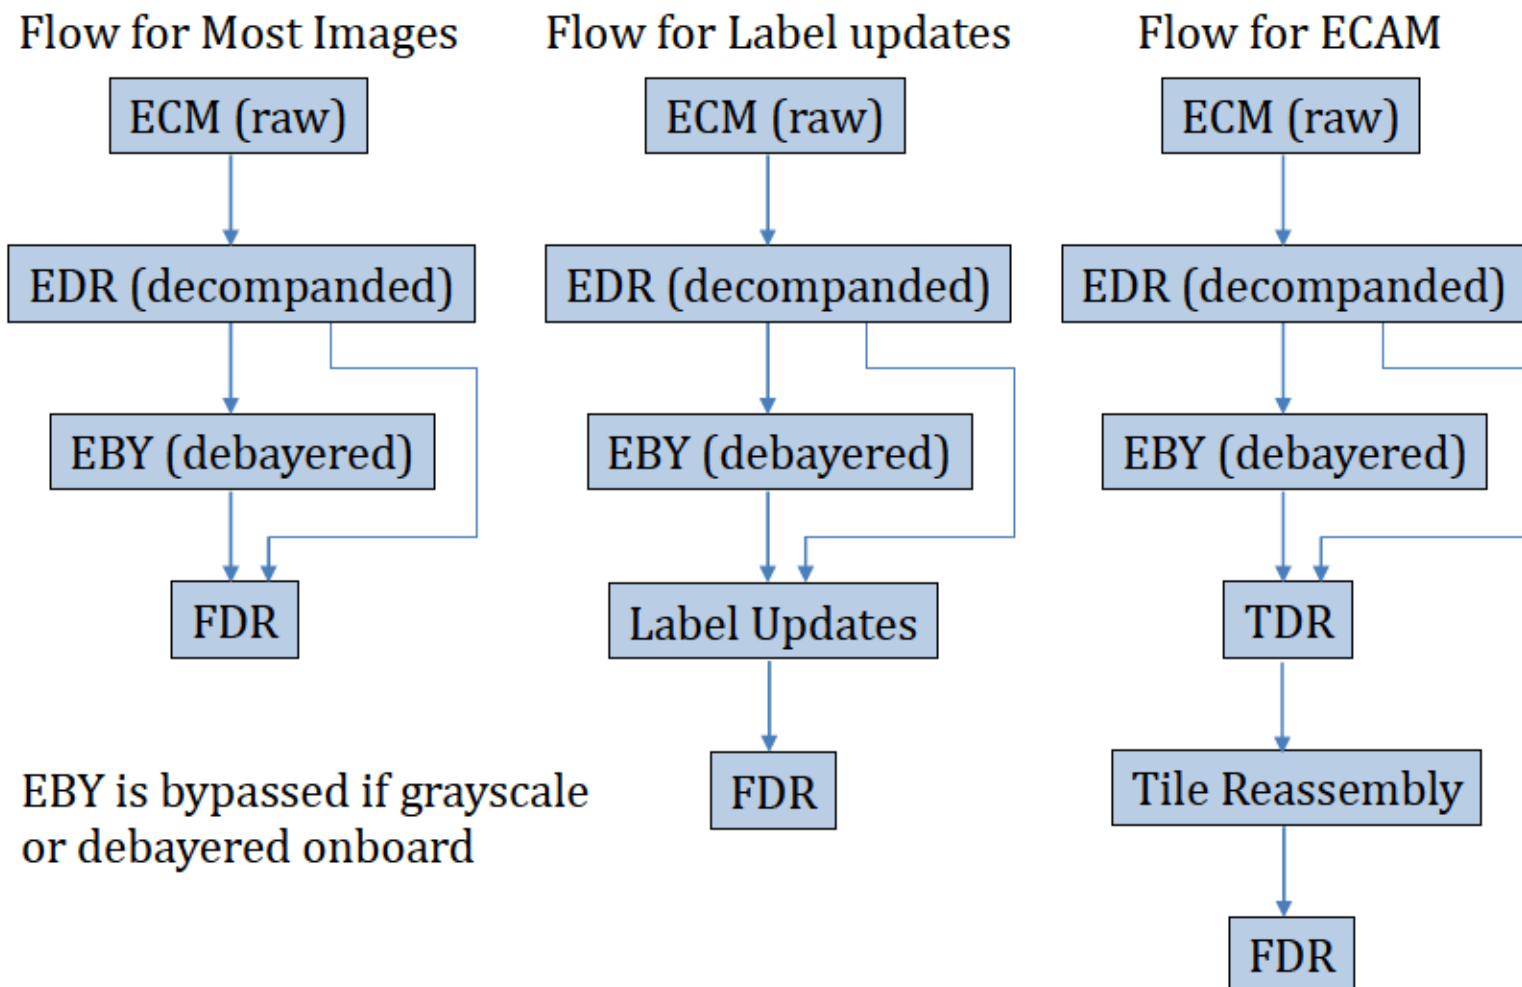 Flow for Most Images
ECM (raw)
EDR (decompanded)
EBY (debayered)
FDR
EBY is bypassed if grayscale
or debayered onboard
Flow for Label updates
ECM (raw)
EDR (decompanded)
EBY (debayered)
Label Updates
FDR
Flow for ECAM
ECM (raw)
EDR (decompanded)
EBY (debayered)
TDR
Tile Reassembly
FDR